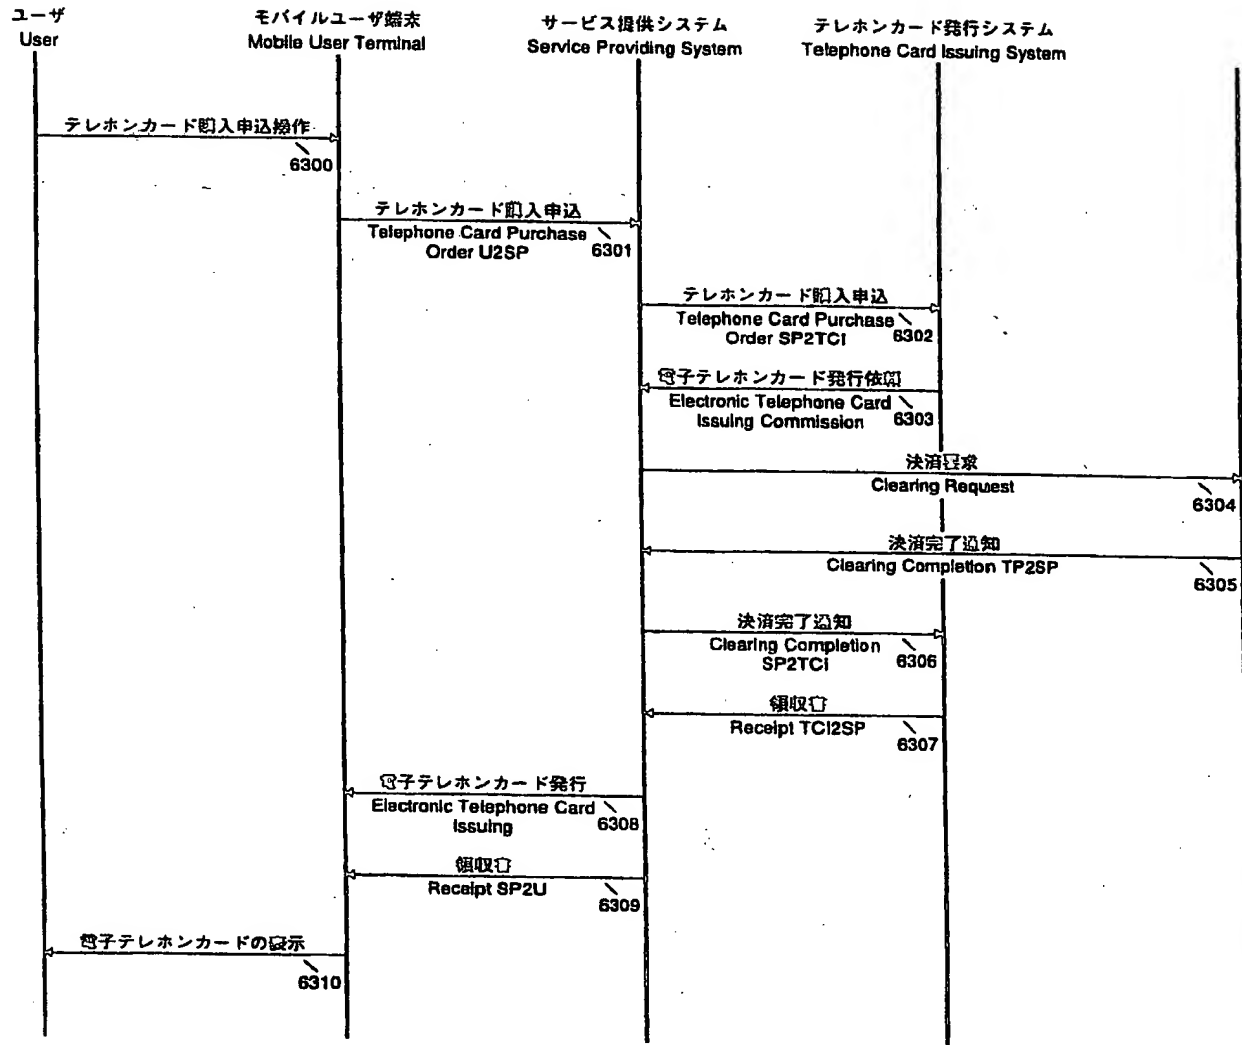 ユーザ
User
モバイルユーザ端末
Mobile User Terminal
サービス提供システム
Service Providing System
テレホンカード発行システム
Telephone Card Issuing System
テレホンカード購入申込操作
6300
テレホンカード購入申込
Telephone Card Purchase
Order U2SP
6301
テレホンカード購入申込
Telephone Card Purchase
Order SP2TCI
6302
電子テレホンカード発行依頼
Electronic Telephone Card
Issuing Commission
6303
決済要求
Clearing Request
6304
決済完了通知
Clearing Completion TP2SP
6305
決済完了通知
Clearing Completion
SP2TCI
6306
領収書
Receipt TCI2SP
6307
電子テレホンカード発行
Electronic Telephone Card
Issuing
6308
領収書
Receipt SP2U
6309
電子テレホンカードの表示
6310